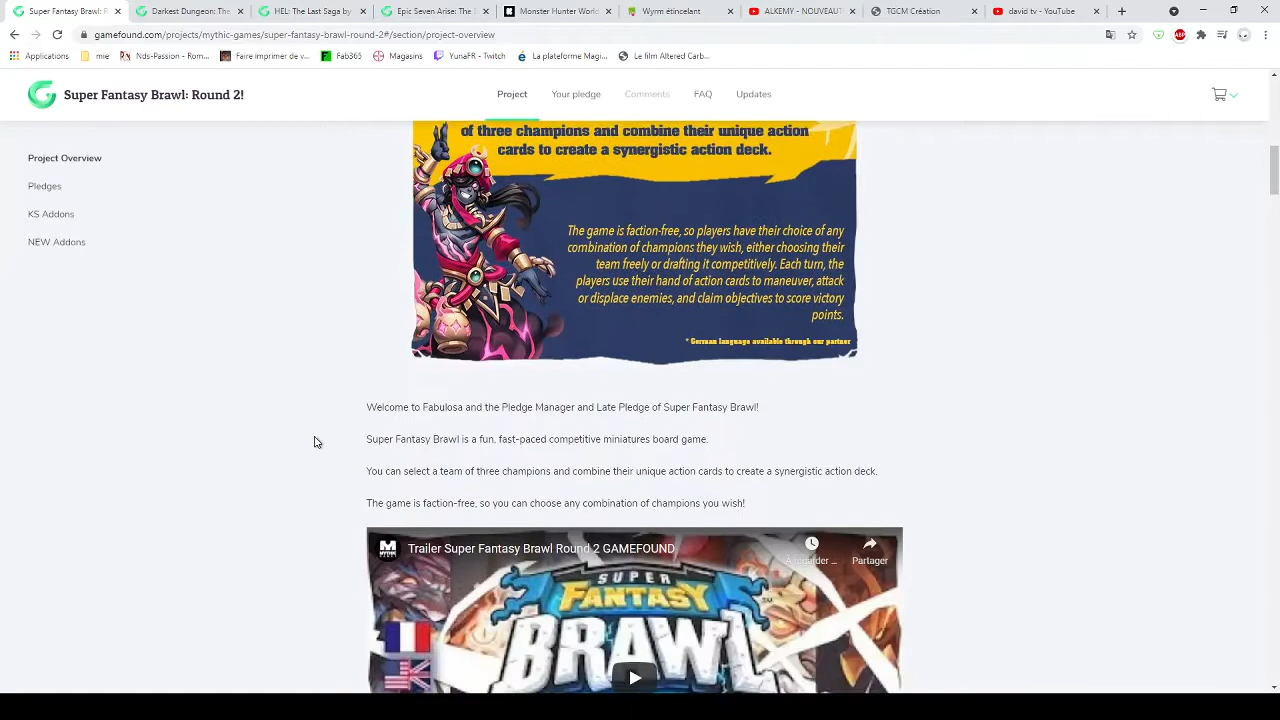 Super Fantasy Brawl: R
Darkest Dungeon: The
HEL: The Last Saga by
Epic Seven Arise: The
Monster Hunter World
Wyrm étincelant
ALKEMY - NOUVEAUT
TGCM Création
david tv - YouTube
gamefound.com/projects/mythic-games/super-fantasy-brawl-round-2#/section/project-overview
ABP
Applications
mie
Nds-Passion - Rom...
Faire imprimer de v...
Fab365
Magasins
YunaFR - Twitch
La plateforme Magi...
Le film Altered Carb...
Super Fantasy Brawl: Round 2!
Project
Your pledge
Comments
FAQ
Updates
Project Overview
Pledges
KS Addons
NEW Addons
of three champions and combine their unique action
cards to create a synergistic action deck.
The game is faction-free, so players have their choice of any
combination of champions they wish, either choosing their
team freely or drafting it competitively. Each turn, the
players use their hand of action cards to maneuver, attack
or displace enemies, and claim objectives to score victory
points.
* German language available through our partner
Welcome to Fabulosa and the Pledge Manager and Late Pledge of Super Fantasy Brawl!
Super Fantasy Brawl is a fun, fast-paced competitive miniatures board game.
You can select a team of three champions and combine their unique action cards to create a synergistic action deck.
The game is faction-free, so you can choose any combination of champions you wish!
Trailer Super Fantasy Brawl Round 2 GAMEFOUND
À regarder ...
Partager
SUPER
FANTASY
BRAWL